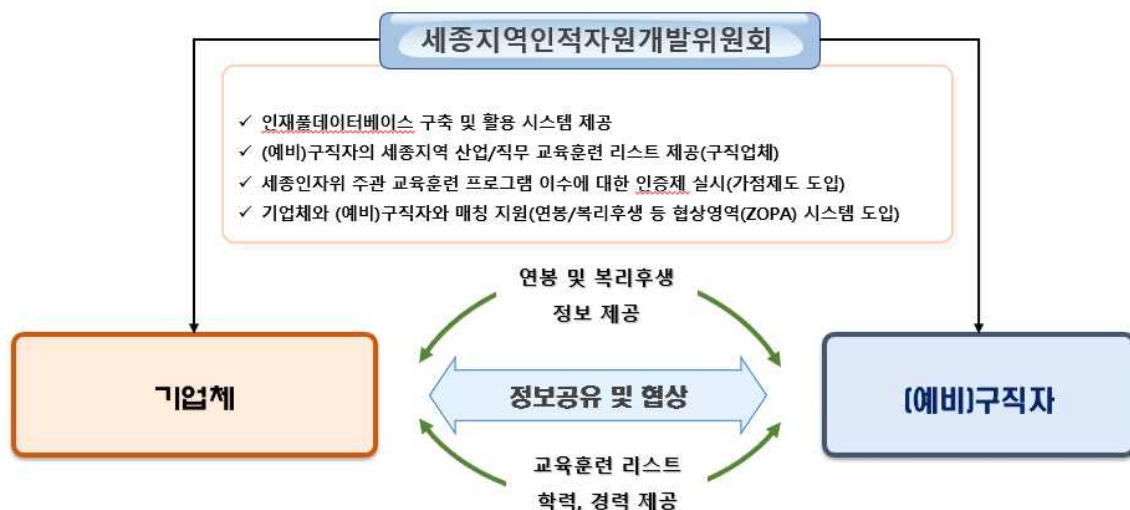 세종지역인적자원개발위원회
✓ 인재풀데이터베이스 구축 및 활용 시스템 제공
✓ (예비)구직자의 세종지역 산업/직무 교육훈련 리스트 제공(구직업체)
✓ 세종인자위 주관 교육훈련 프로그램 이수에 대한 인증제 실시(가점제도 도입)
✓ 기업체와 (예비)구직자와 매칭 지원(연봉/복리후생 등 협상영역(ZOPA) 시스템 도입)
연봉 및 복리후생
정보 제공
기업체
정보공유 및 협상
(예비)구직자
교육훈련 리스트
학력, 경력 제공